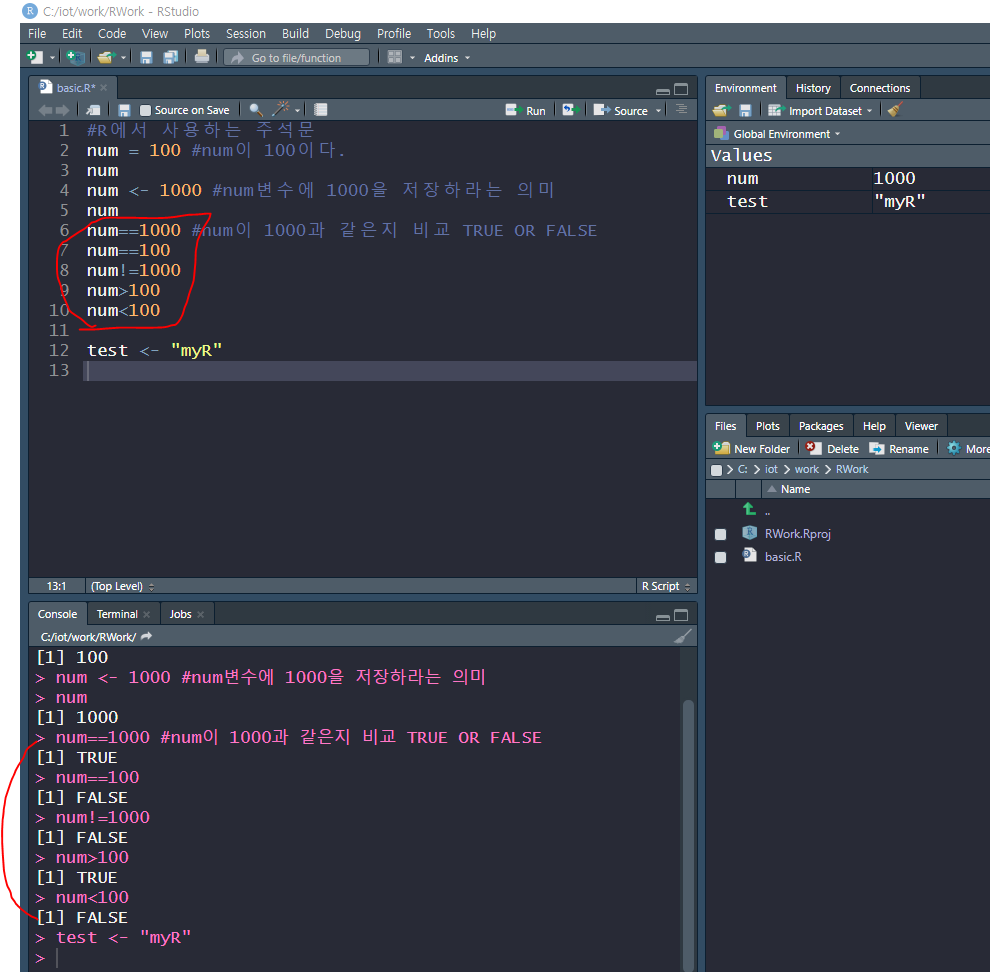 C:/iot/work/RWork - RStudio
File Edit Code View Plots Session Build Debug Profile Tools Help
Go to file/function Addins
basic.R*
Source on Save Run Source
1 #R에서 사용하는 주석문
2 num = 100 #num이 100이다.
3 num
4 num <- 1000 #num변수에 1000을 저장하라는 의미
5 num
6 num==1000 #num이 1000과 같은지 비교 TRUE OR FALSE
7 num==100
8 num!=1000
9 num>100
10 num<100
11
12 test <- "myR"
13
13:1 (Top Level) R Script
Console Terminal Jobs
C:/iot/work/RWork/
[1] 100
> num <- 1000 #num변수에 1000을 저장하라는 의미
> num
[1] 1000
> num==1000 #num이 1000과 같은지 비교 TRUE OR FALSE
[1] TRUE
> num==100
[1] FALSE
> num!=1000
[1] FALSE
> num>100
[1] TRUE
> num<100
[1] FALSE
> test <- "myR"
>
Environment History Connections
Import Dataset
Global Environment
Values
num 1000
test "myR"
Files Plots Packages Help Viewer
New Folder Delete Rename More
C: > iot > work > RWork
Name
..
RWork.Rproj
basic.R